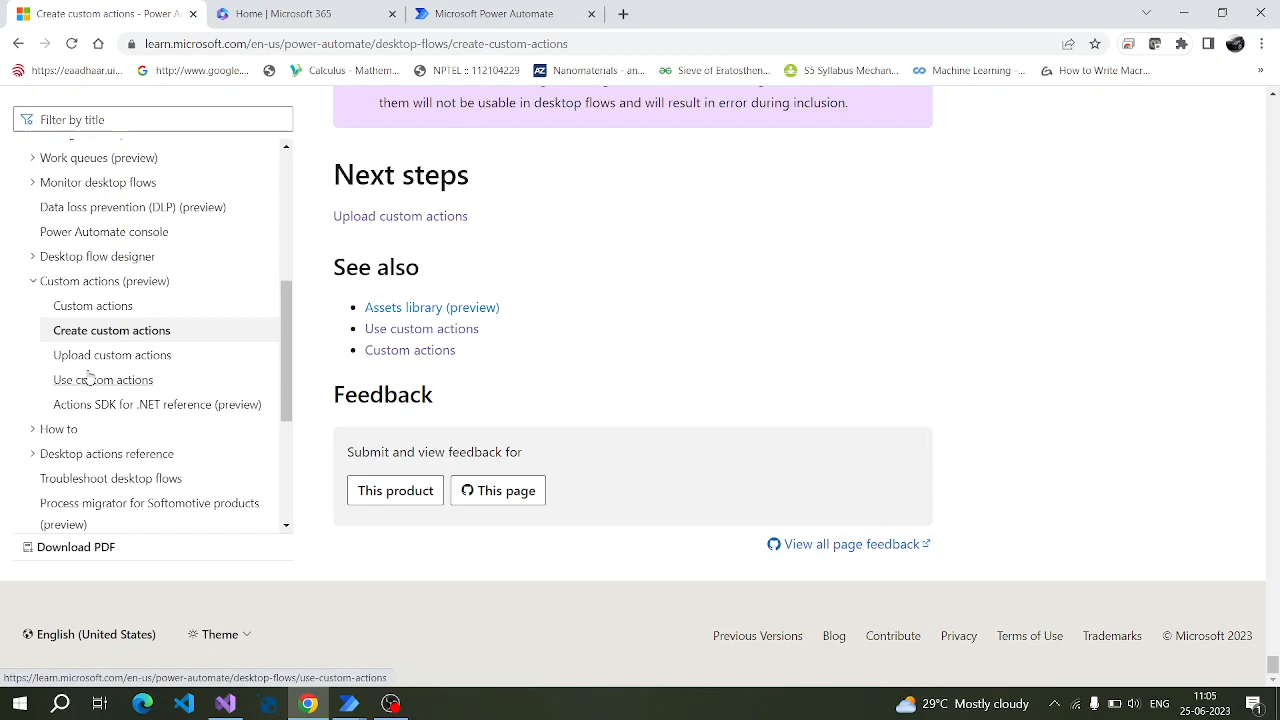 Create custom actions - Power A
Home | Microsoft 365
Microsoft Power Automate
learn.microsoft.com/en-us/power-automate/desktop-flows/create-custom-actions
https://eadcitar.ui...
http://www.google...
Calculus - Mathem...
NPTEL :: 112104229
Nanomaterials - an...
Sieve of Eratosthen...
S5 Syllabus Mechan...
Machine Learning -...
How to Write Macr...
»
Filter by title
Work queues (preview)
Monitor desktop flows
Data loss prevention (DLP) (preview)
Power Automate console
Desktop flow designer
Custom actions (preview)
Custom actions
Create custom actions
Upload custom actions
Use custom actions
Actions SDK for .NET reference (preview)
How to
Desktop actions reference
Troubleshoot desktop flows
Process migrator for Softomotive products
(preview)
Download PDF
them will not be usable in desktop flows and will result in error during inclusion.
Next steps
Upload custom actions
See also
Assets library (preview)
Use custom actions
Custom actions
Feedback
Submit and view feedback for
This product
This page
View all page feedback
English (United States)
Theme
Previous Versions
Blog
Contribute
Privacy
Terms of Use
Trademarks
© Microsoft 2023
https://learn.microsoft.com/en-us/power-automate/desktop-flows/use-custom-actions
29°C Mostly cloudy
ENG
11:05
25-06-2023